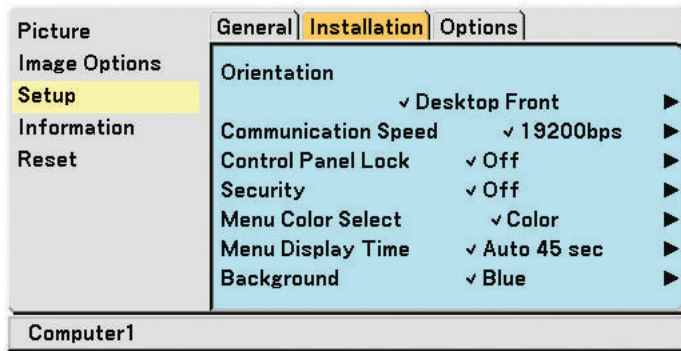 Picture
Image Options
Setup
Information
Reset
General Installation Options
Orientation
✓ Desktop Front ▶
Communication Speed ✓ 19200bps ▶
Control Panel Lock ✓ Off ▶
Security ✓ Off ▶
Menu Color Select ✓ Color ▶
Menu Display Time ✓ Auto 45 sec ▶
Background ✓ Blue ▶
Computer1